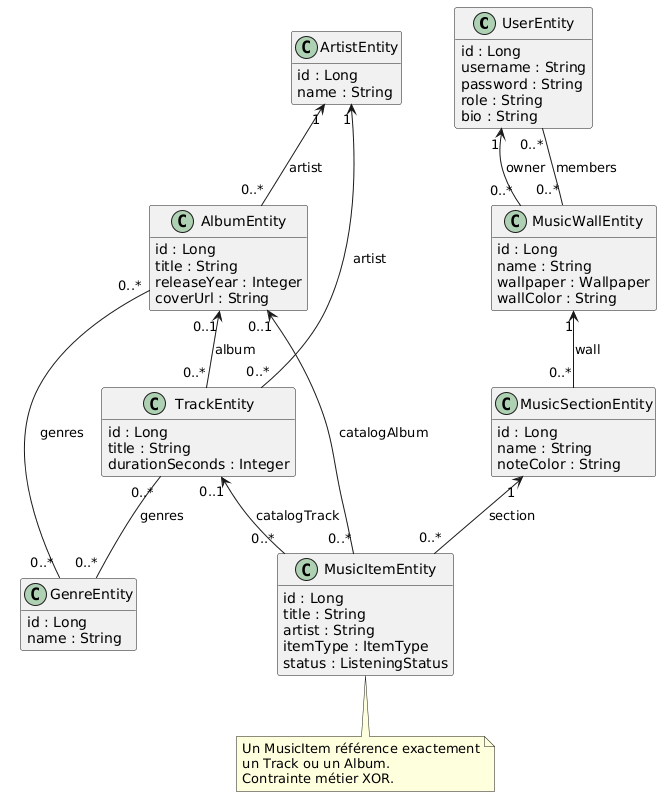 C UserEntity
id : Long
username : String
password : String
role : String
bio : String
C ArtistEntity
id : Long
name : String
1
1
1
0..*
artist
owner
members
0..*
0..*
0..*
C AlbumEntity
id : Long
title : String
releaseYear : Integer
coverUrl : String
C MusicWallEntity
id : Long
name : String
wallpaper : Wallpaper
wallColor : String
artist
0..*
0..1
0..1
1
album
wall
0..*
0..*
0..*
C TrackEntity
id : Long
title : String
durationSeconds : Integer
C MusicSectionEntity
id : Long
name : String
noteColor : String
genres
catalogAlbum
0..*
0..1
1
genres
catalogTrack
section
0..*
0..*
0..*
0..*
0..*
C GenreEntity
id : Long
name : String
C MusicItemEntity
id : Long
title : String
artist : String
itemType : ItemType
status : ListeningStatus
Un MusicItem référence exactement
un Track ou un Album.
Contrainte métier XOR.